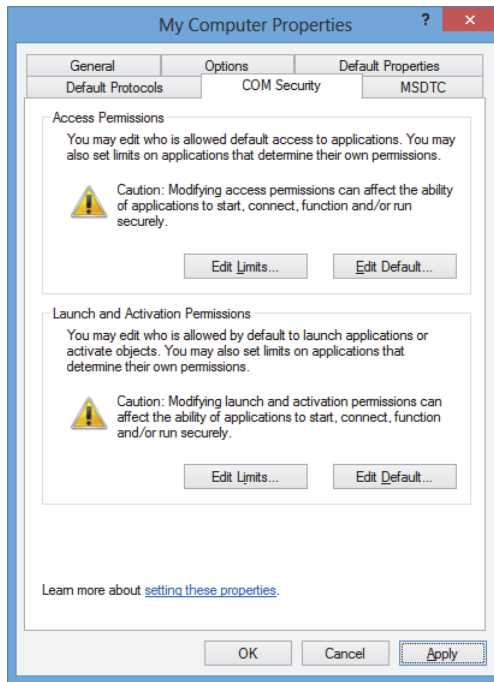 My Computer Properties
?
×
General
Options
Default Properties
Default Protocols
COM Security
MSDTC
Access Permissions
You may edit who is allowed default access to applications. You may
also set limits on applications that determine their own permissions.
Caution: Modifying access permissions can affect the ability
of applications to start, connect, function and/or run
securely.
Edit Limits...
Edit Default...
Launch and Activation Permissions
You may edit who is allowed by default to launch applications or
activate objects. You may also set limits on applications that
determine their own permissions.
Caution: Modifying launch and activation permissions can
affect the ability of applications to start, connect, function
and/or run securely.
Edit Limits...
Edit Default...
Learn more about setting these properties.
OK
Cancel
Apply